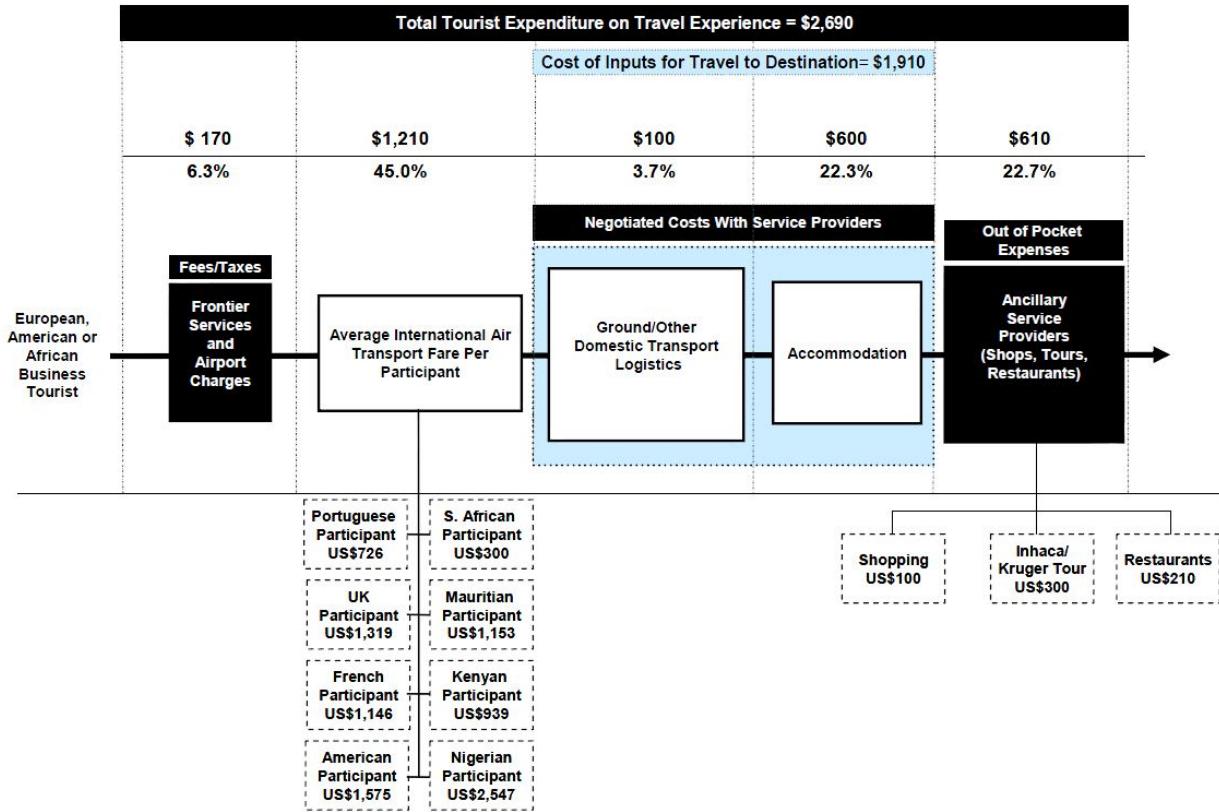 Total Tourist Expenditure on Travel Experience = $2,690
Cost of Inputs for Travel to Destination= $1,910
$ 170
$1,210
$100
$600
$610
6.3%
45.0%
3.7%
22.3%
22.7%
Negotiated Costs With Service Providers
Out of Pocket
Expenses
Fees/Taxes
European,
American or
African
Business
Tourist
Frontier
Services
and
Airport
Charges
Average International Air
Transport Fare Per
Participant
Ground/Other
Domestic Transport
Logistics
Accommodation
Ancillary
Service
Providers
(Shops, Tours,
Restaurants)
Portuguese
Participant
US$726
S. African
Participant
US$300
UK
Participant
US$1,319
Mauritian
Participant
US$1,153
French
Participant
US$1,146
Kenyan
Participant
US$939
American
Participant
US$1,575
Nigerian
Participant
US$2,547
Shopping
US$100
Inhaca/
Kruger Tour
US$300
Restaurants
US$210